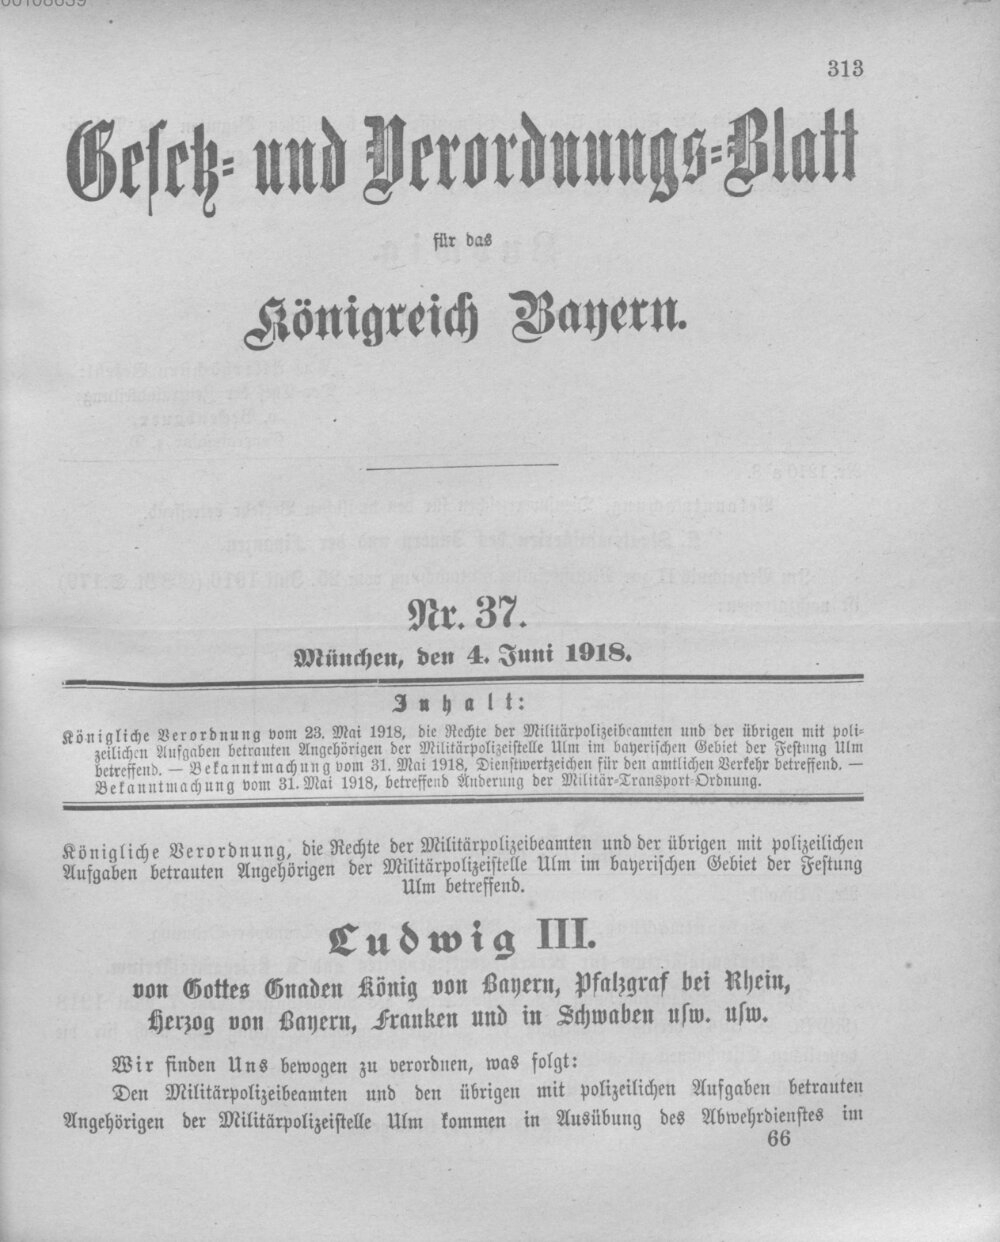 313
Gesetz- und Verordnungs-Blatt
für das
Königreich Bayern.
Nr. 37.
München, den 4. Juni 1918.
Inhalt:
Königliche Verordnung vom 23. Mai 1918, die Rechte der Militärpolizeibeamten und der übrigen mit poli-
zeilichen Aufgaben betrauten Angehörigen der Militärpolizeistelle Ulm im bayerischen Gebiet der Festung Ulm
betreffend. — Bekanntmachung vom 31. Mai 1918, Dienstwertzeichen für den amtlichen Verkehr betreffend. —
Bekanntmachung vom 31. Mai 1918, betreffend Änderung der Militär-Transport-Ordnung.
Königliche Verordnung, die Rechte der Militärpolizeibeamten und der übrigen mit polizeilichen
Aufgaben betrauten Angehörigen der Militärpolizeistelle Ulm im bayerischen Gebiet der Festung
Ulm betreffend.
Ludwig III.
von Gottes Gnaden König von Bayern, Pfalzgraf bei Rhein,
Herzog von Bayern, Franken und in Schwaben usw. usw.
Wir finden Uns bewogen zu verordnen, was folgt:
Den Militärpolizeibeamten und den übrigen mit polizeilichen Aufgaben betrauten
Angehörigen der Militärpolizeistelle Ulm kommen in Ausübung des Abwehrdienstes im
66